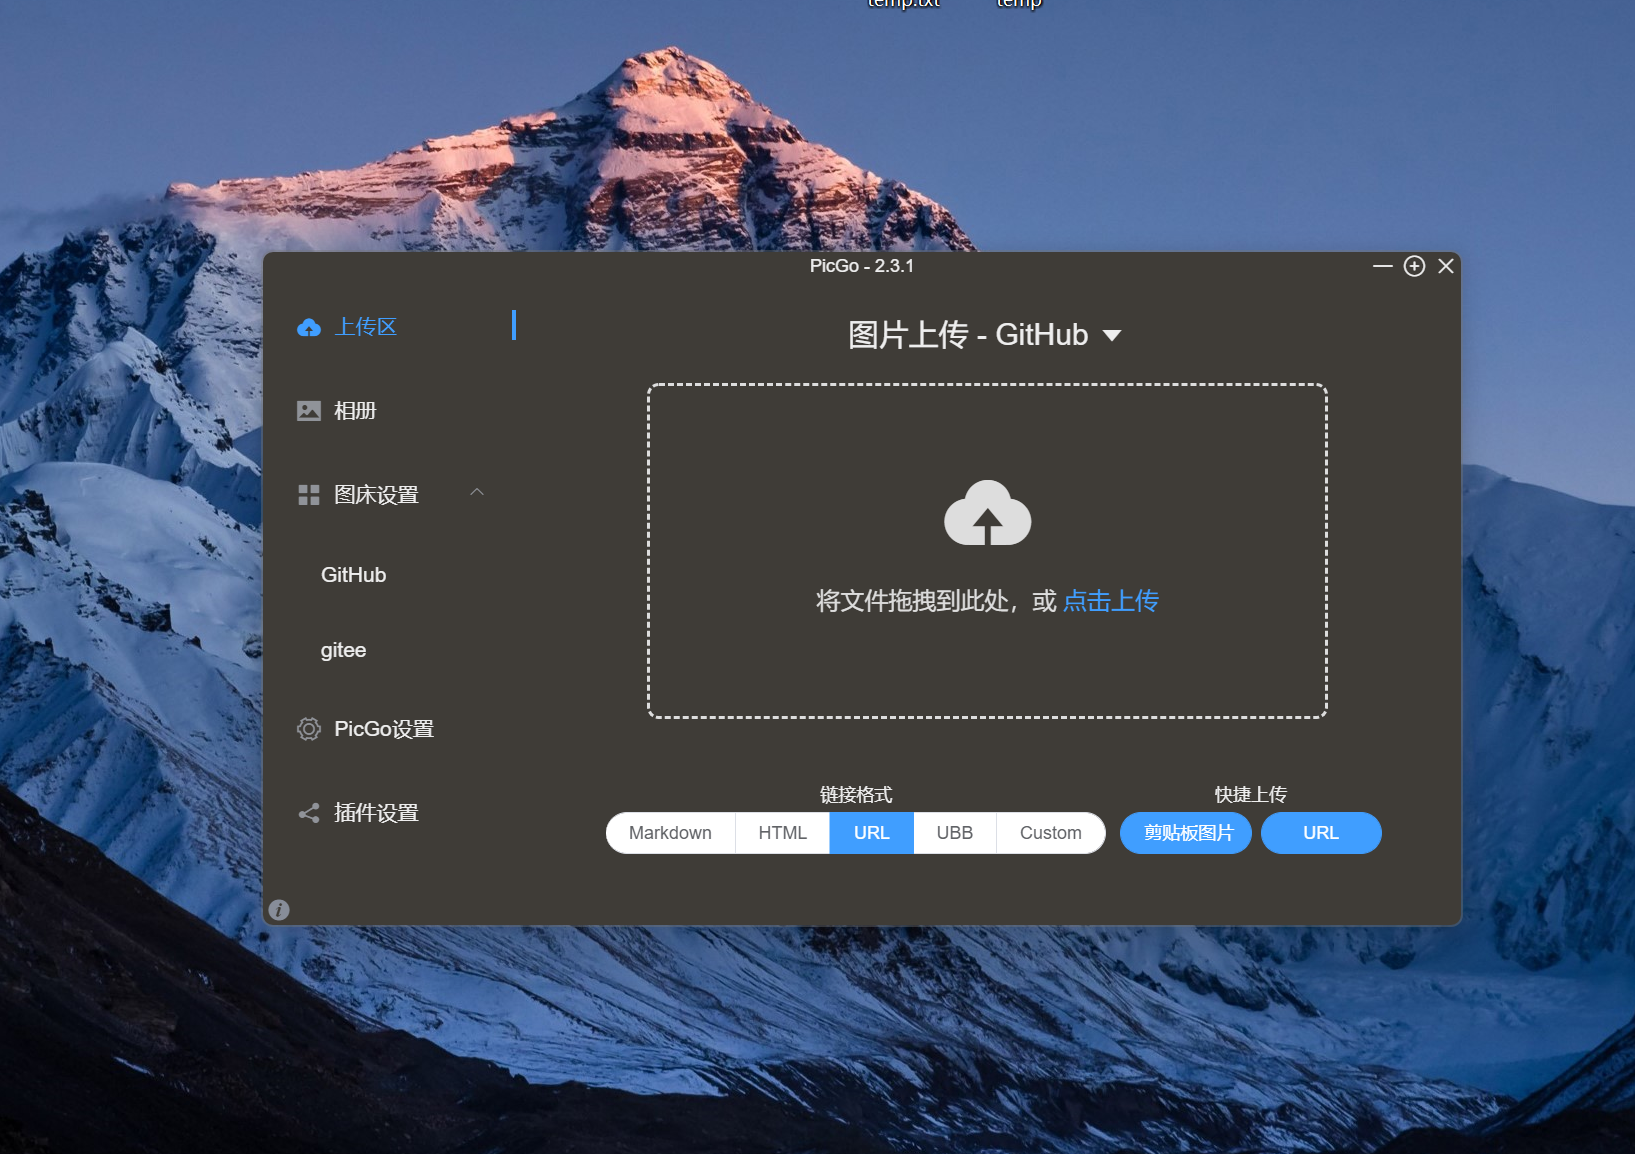 temp.txt
temp
PicGo - 2.3.1
上传区
相册
图床设置
GitHub
gitee
PicGo设置
插件设置
图片上传 - GitHub
将文件拖拽到此处，或 点击上传
链接格式
Markdown
HTML
URL
UBB
Custom
快捷上传
剪贴板图片
URL